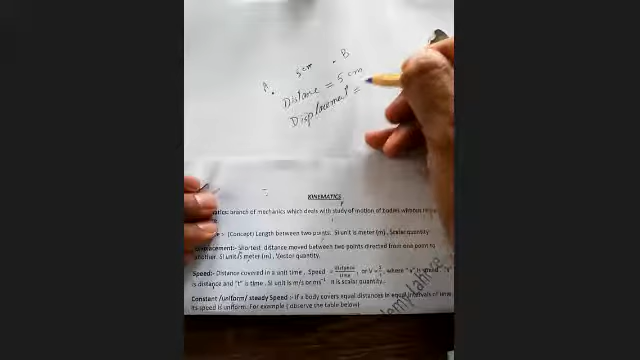 5 cm . B
A .
Distane = 5 cm
Displacement =
KINEMATICS
branch of mechanics which deals with study of motion of bodies without
:- (Concept) Length between two points. SI unit is meter (m), Scalar quantity
:- Shortest distance moved between two points directed from one point to
another. SI unit is meter (m), Vector quantity.
Speed:- Distance covered in a unit time, Speed = distance/time, or V = S/t, where "v" is speed,
is distance and "t" is time. SI unit is m/s or ms⁻¹ It is scalar quantity.
Constant /uniform/ steady Speed :- If a body covers equal distances in equal intervals of time
its speed is uniform. For example ( observe the table below)